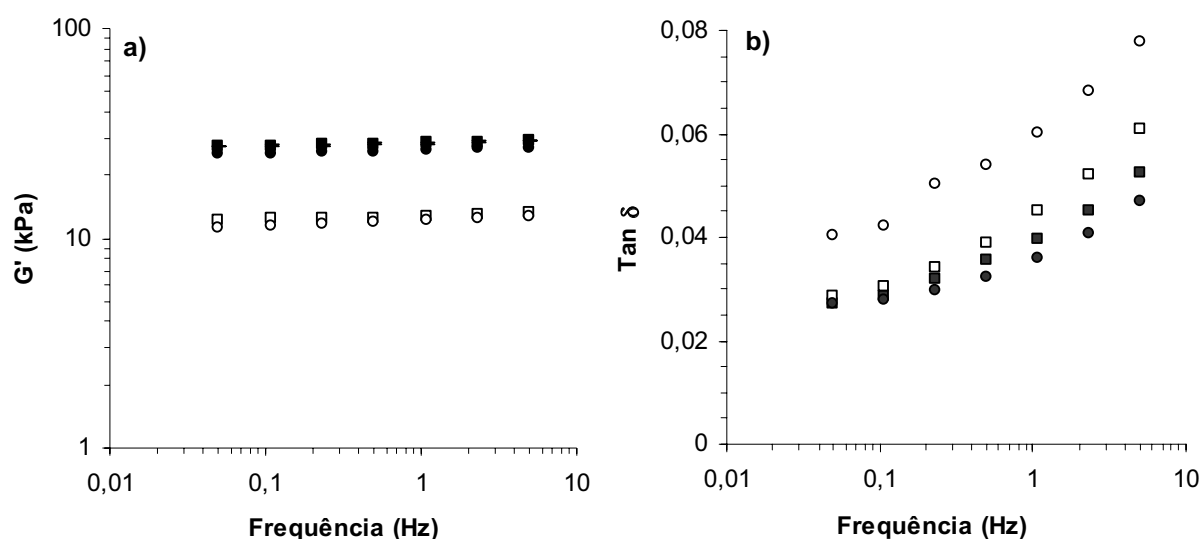 a)
100
10
1
G' (kPa)
0,01 0,1 1 10
Frequência (Hz)
b)
0,08
0,06
0,04
0,02
0
Tan δ
0,01 0,1 1 10
Frequência (Hz)